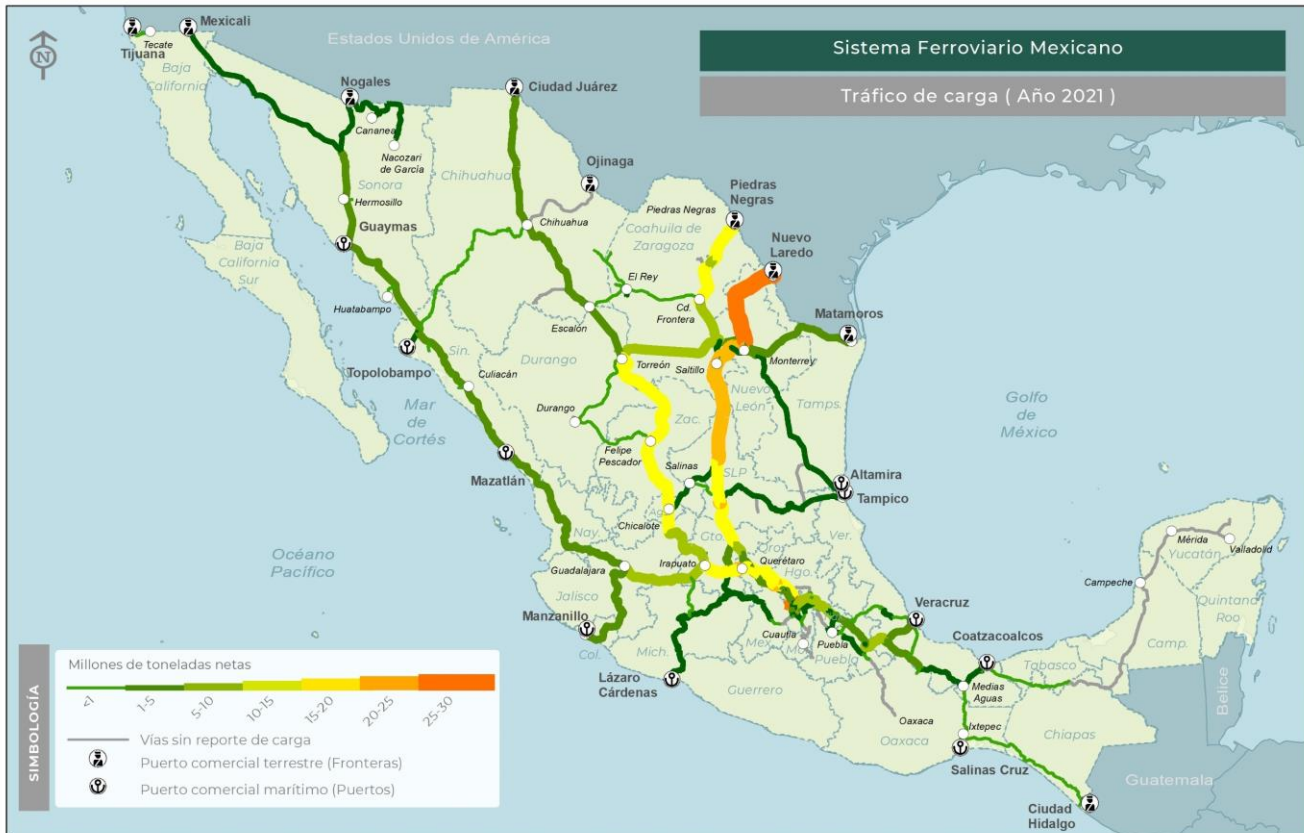 Sistema Ferroviario Mexicano
Tráfico de carga ( Año 2021 )
N
Estados Unidos de América
Tijuana
Tecate
Mexicali
Baja
California
Nogales
Cananea
Nacozari
de García
Sonora
Hermosillo
Guaymas
Ciudad Juárez
Chihuahua
Chihuahua
Ojinaga
Piedras
Negras
Piedras Negras
Coahuila de
Zaragoza
Nuevo
Laredo
Baja
California
Sur
Huatabampo
El Rey
Cd.
Frontera
Escalón
Matamoros
Topolobampo
Sin.
Durango
Torreón
Saltillo
Monterrey
Culiacán
Mar
de
Cortés
Durango
Zac.
Nuevo
León
Tamps.
Golfo
de
México
Mazatlán
Felipe
Pescador
Salinas
SLP
Altamira
Tampico
Chicalote
Ag.
Nay.
Gto.
Qro.
Ver.
Océano
Pacífico
Guadalajara
Irapuato
Querétaro
Hgo.
Mérida
Yucatán
Valladolid
Campeche
Jalisco
Manzanillo
Col.
Mich.
Mex.
Cuautla
Mo.
Puebla
Puebla
Veracruz
Coatzacoalcos
Quintana
Roo
Camp.
Tabasco
Lázaro
Cárdenas
Guerrero
Medias
Aguas
Oaxaca
Oaxaca
Ixtepec
Chiapas
Belice
Salinas Cruz
Guatemala
Ciudad
Hidalgo
SIMBOLOGÍA
Millones de toneladas netas
<1
1-5
5-10
10-15
15-20
20-25
25-30
Vías sin reporte de carga
Puerto comercial terrestre (Fronteras)
Puerto comercial marítimo (Puertos)